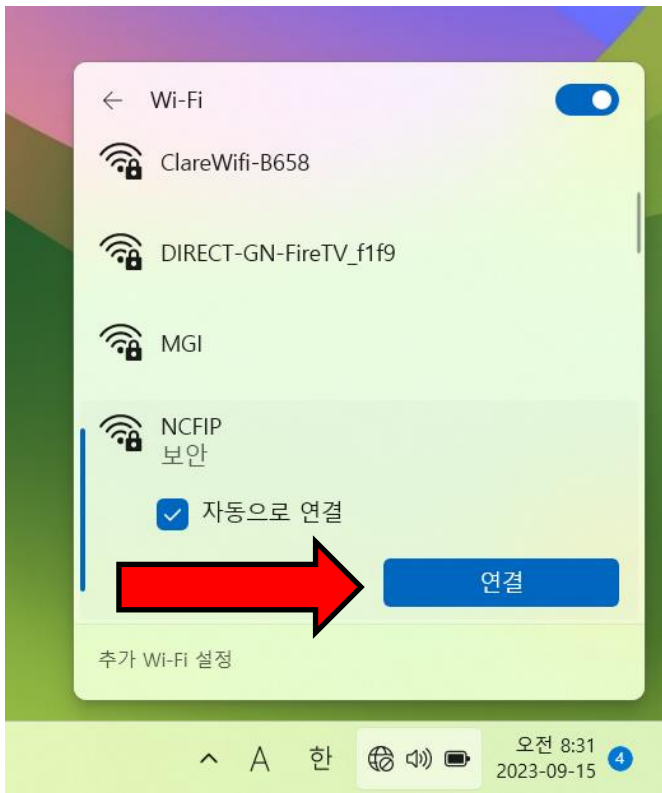 Wi-Fi
ClareWifi-B658
DIRECT-GN-FireTV_f1f9
MGI
NCFIP
보안
자동으로 연결
연결
추가 Wi-Fi 설정
A 한 오전 8:31
2023-09-15 4